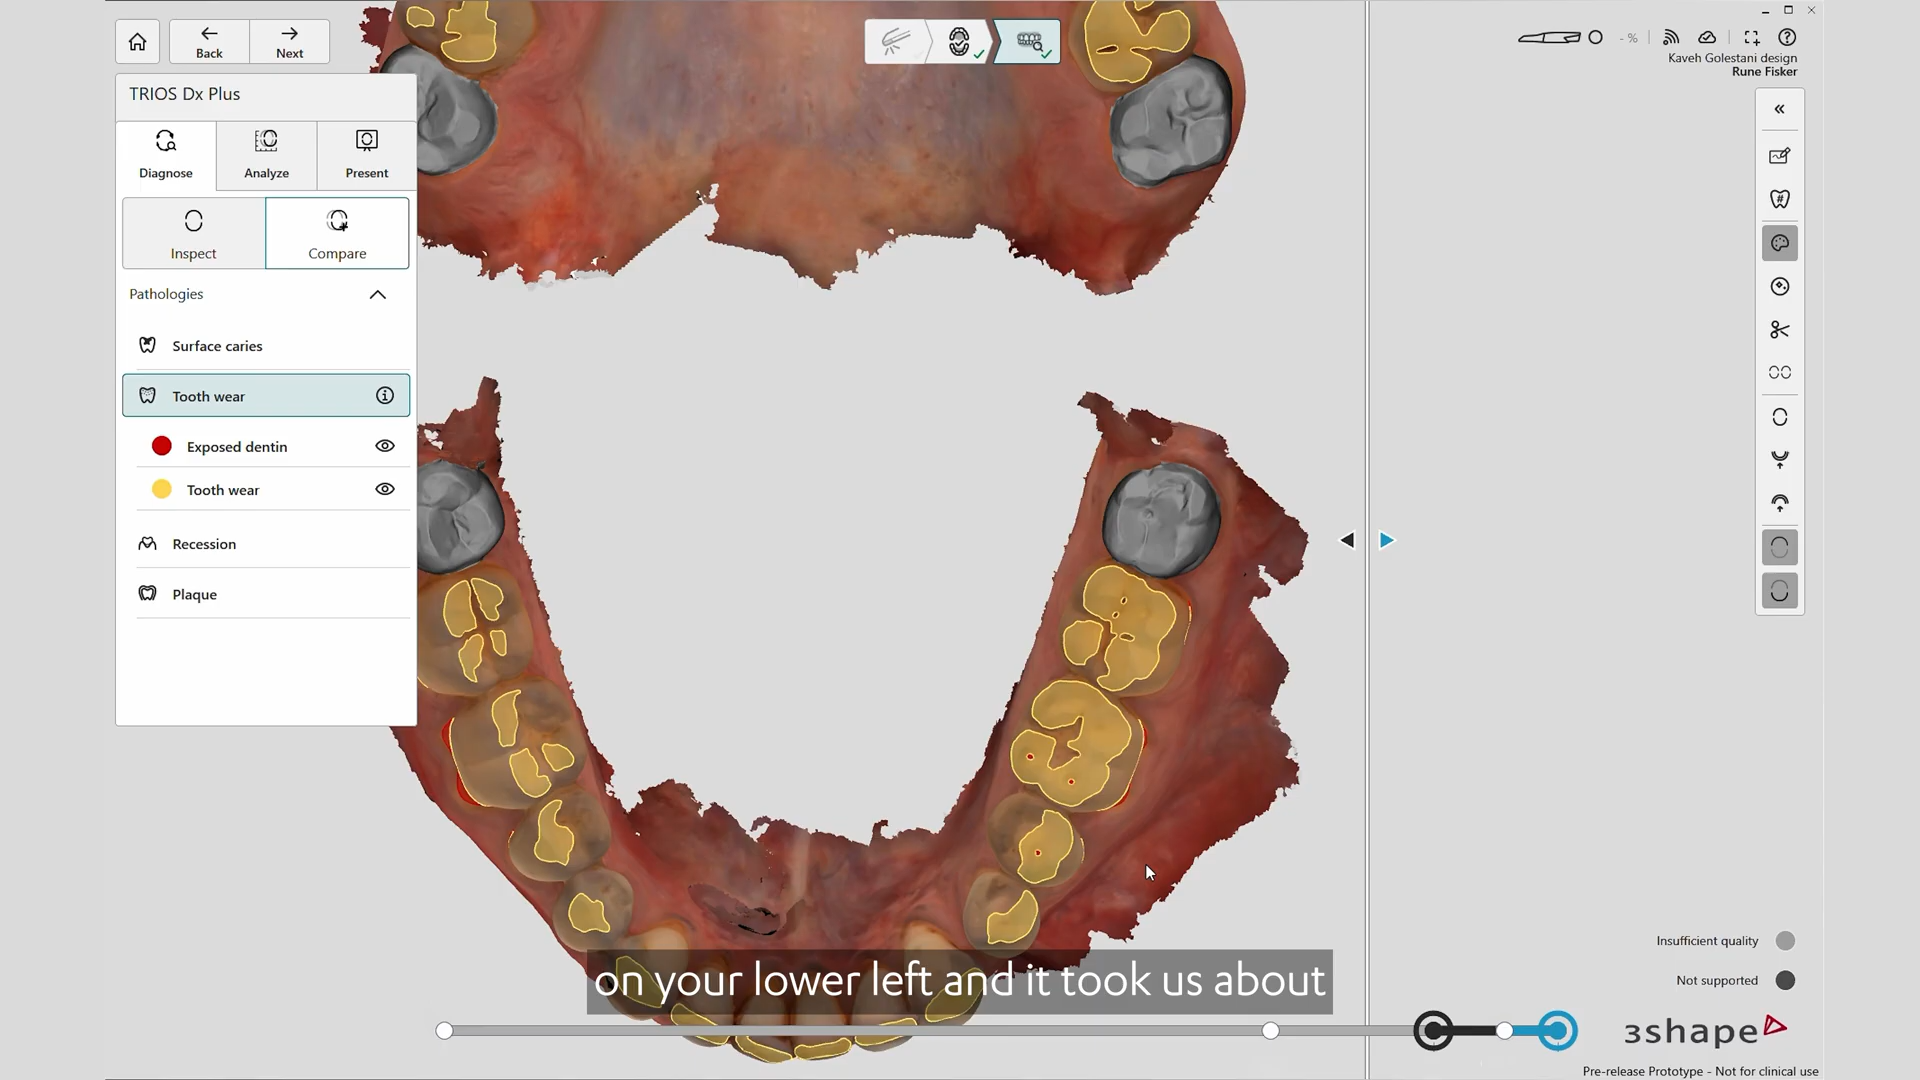 Back
Next
- %
Kaveh Golestani design
Rune Fisker
TRIOS Dx Plus
Diagnose
Analyze
Present
Inspect
Compare
Pathologies
Surface caries
Tooth wear
Exposed dentin
Tooth wear
Recession
Plaque
Insufficient quality
Not supported
on your lower left and it took us about
3shape
Pre-release Prototype - Not for clinical use